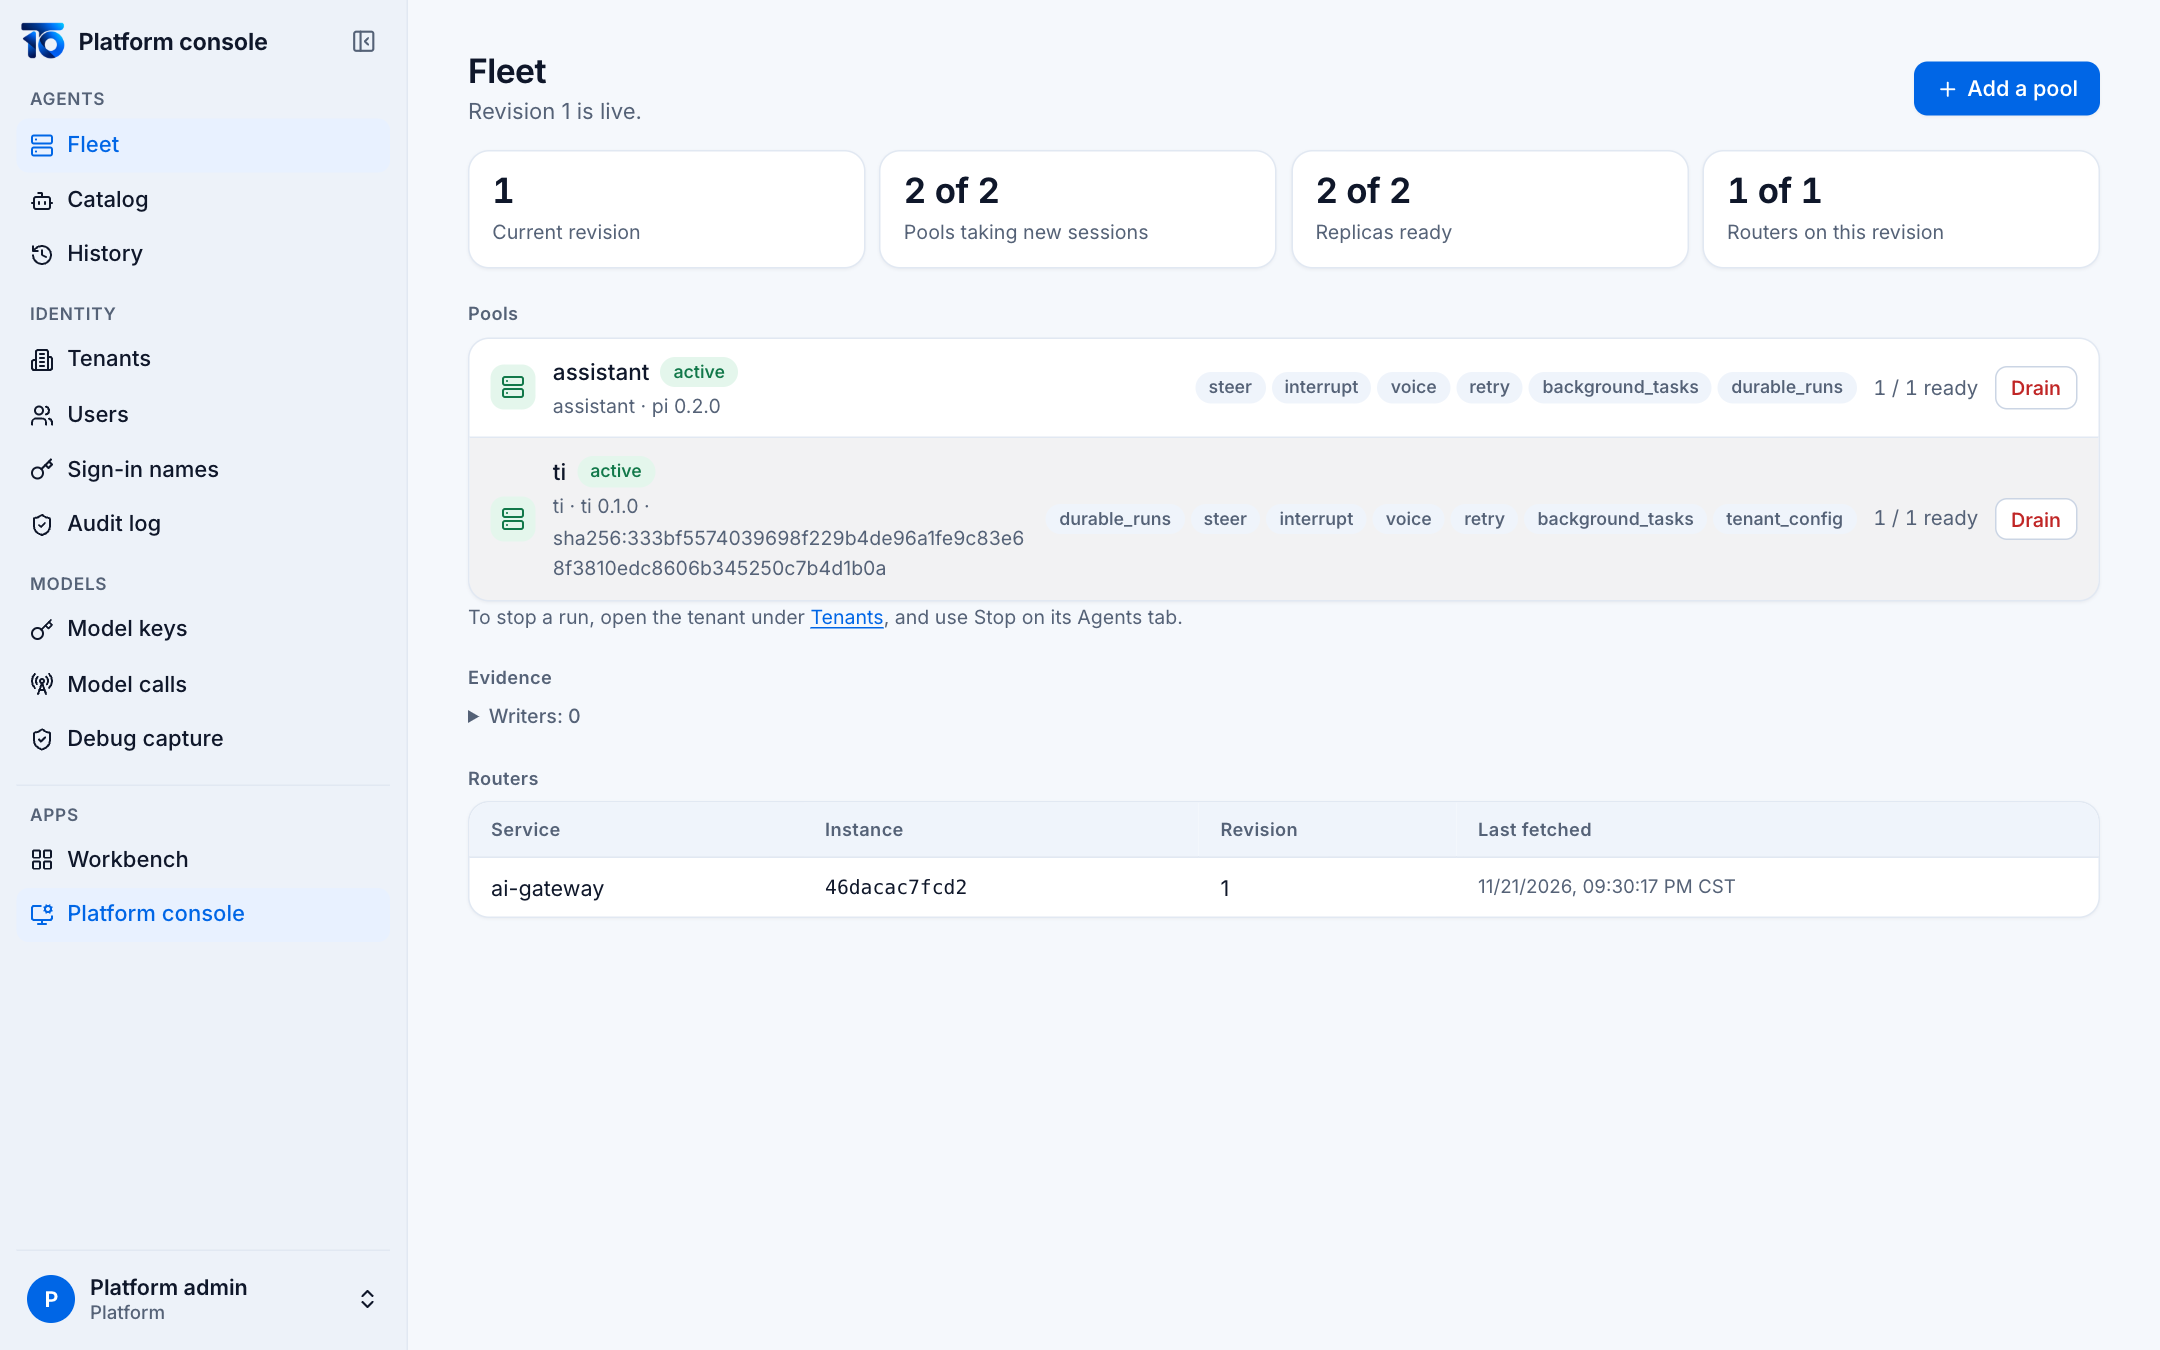 Platform console
AGENTS
Fleet
Catalog
History
IDENTITY
Tenants
Users
Sign-in names
Audit log
MODELS
Model keys
Model calls
Debug capture
APPS
Workbench
Platform console
P
Platform admin
Platform
Fleet
Revision 1 is live.
+ Add a pool
1
Current revision
2 of 2
Pools taking new sessions
2 of 2
Replicas ready
1 of 1
Routers on this revision
Pools
assistant active
assistant · pi 0.2.0
steer interrupt voice retry background_tasks durable_runs 1 / 1 ready Drain
ti active
ti · ti 0.1.0 ·
sha256:333bf5574039698f229b4de96a1fe9c83e6
8f3810edc8606b345250c7b4d1b0a
durable_runs steer interrupt voice retry background_tasks tenant_config 1 / 1 ready Drain
To stop a run, open the tenant under Tenants, and use Stop on its Agents tab.
Evidence
Writers: 0
Routers
Service Instance Revision Last fetched
ai-gateway 46dacac7fcd2 1 11/21/2026, 09:30:17 PM CST